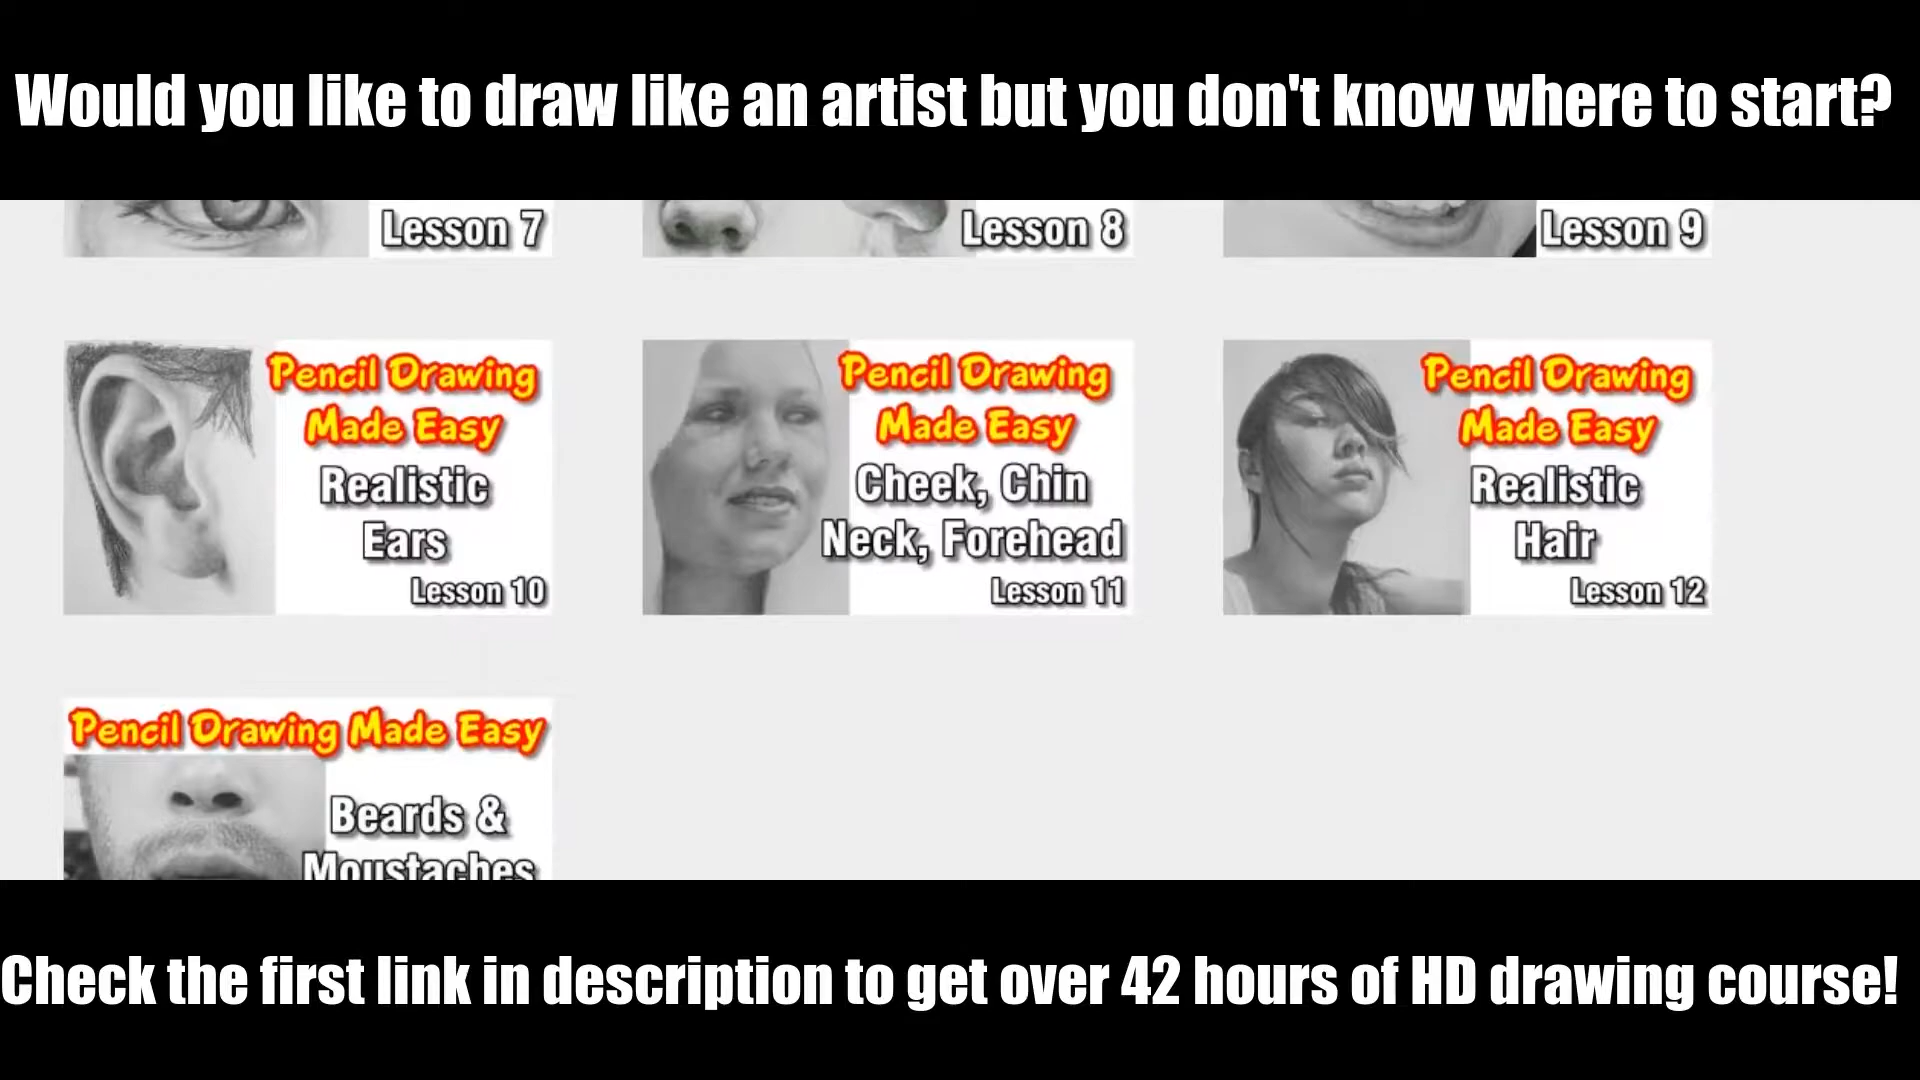 Would you like to draw like an artist but you don't know where to start?
Lesson 7
Lesson 8
Lesson 9
Pencil Drawing
Made Easy
Realistic
Ears
Lesson 10
Pencil Drawing
Made Easy
Cheek, Chin
Neck, Forehead
Lesson 11
Pencil Drawing
Made Easy
Realistic
Hair
Lesson 12
Pencil Drawing Made Easy
Beards &
Moustaches
Check the first link in description to get over 42 hours of HD drawing course!